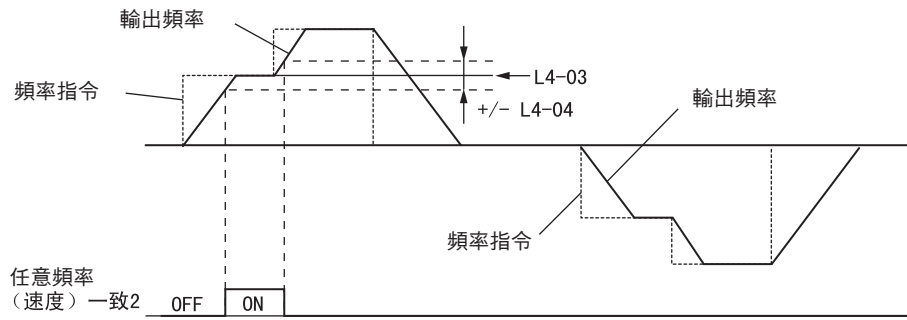 輸出頻率
頻率指令
L4-03
+/- L4-04
輸出頻率
頻率指令
任意頻率
（速度）一致2
OFF
ON